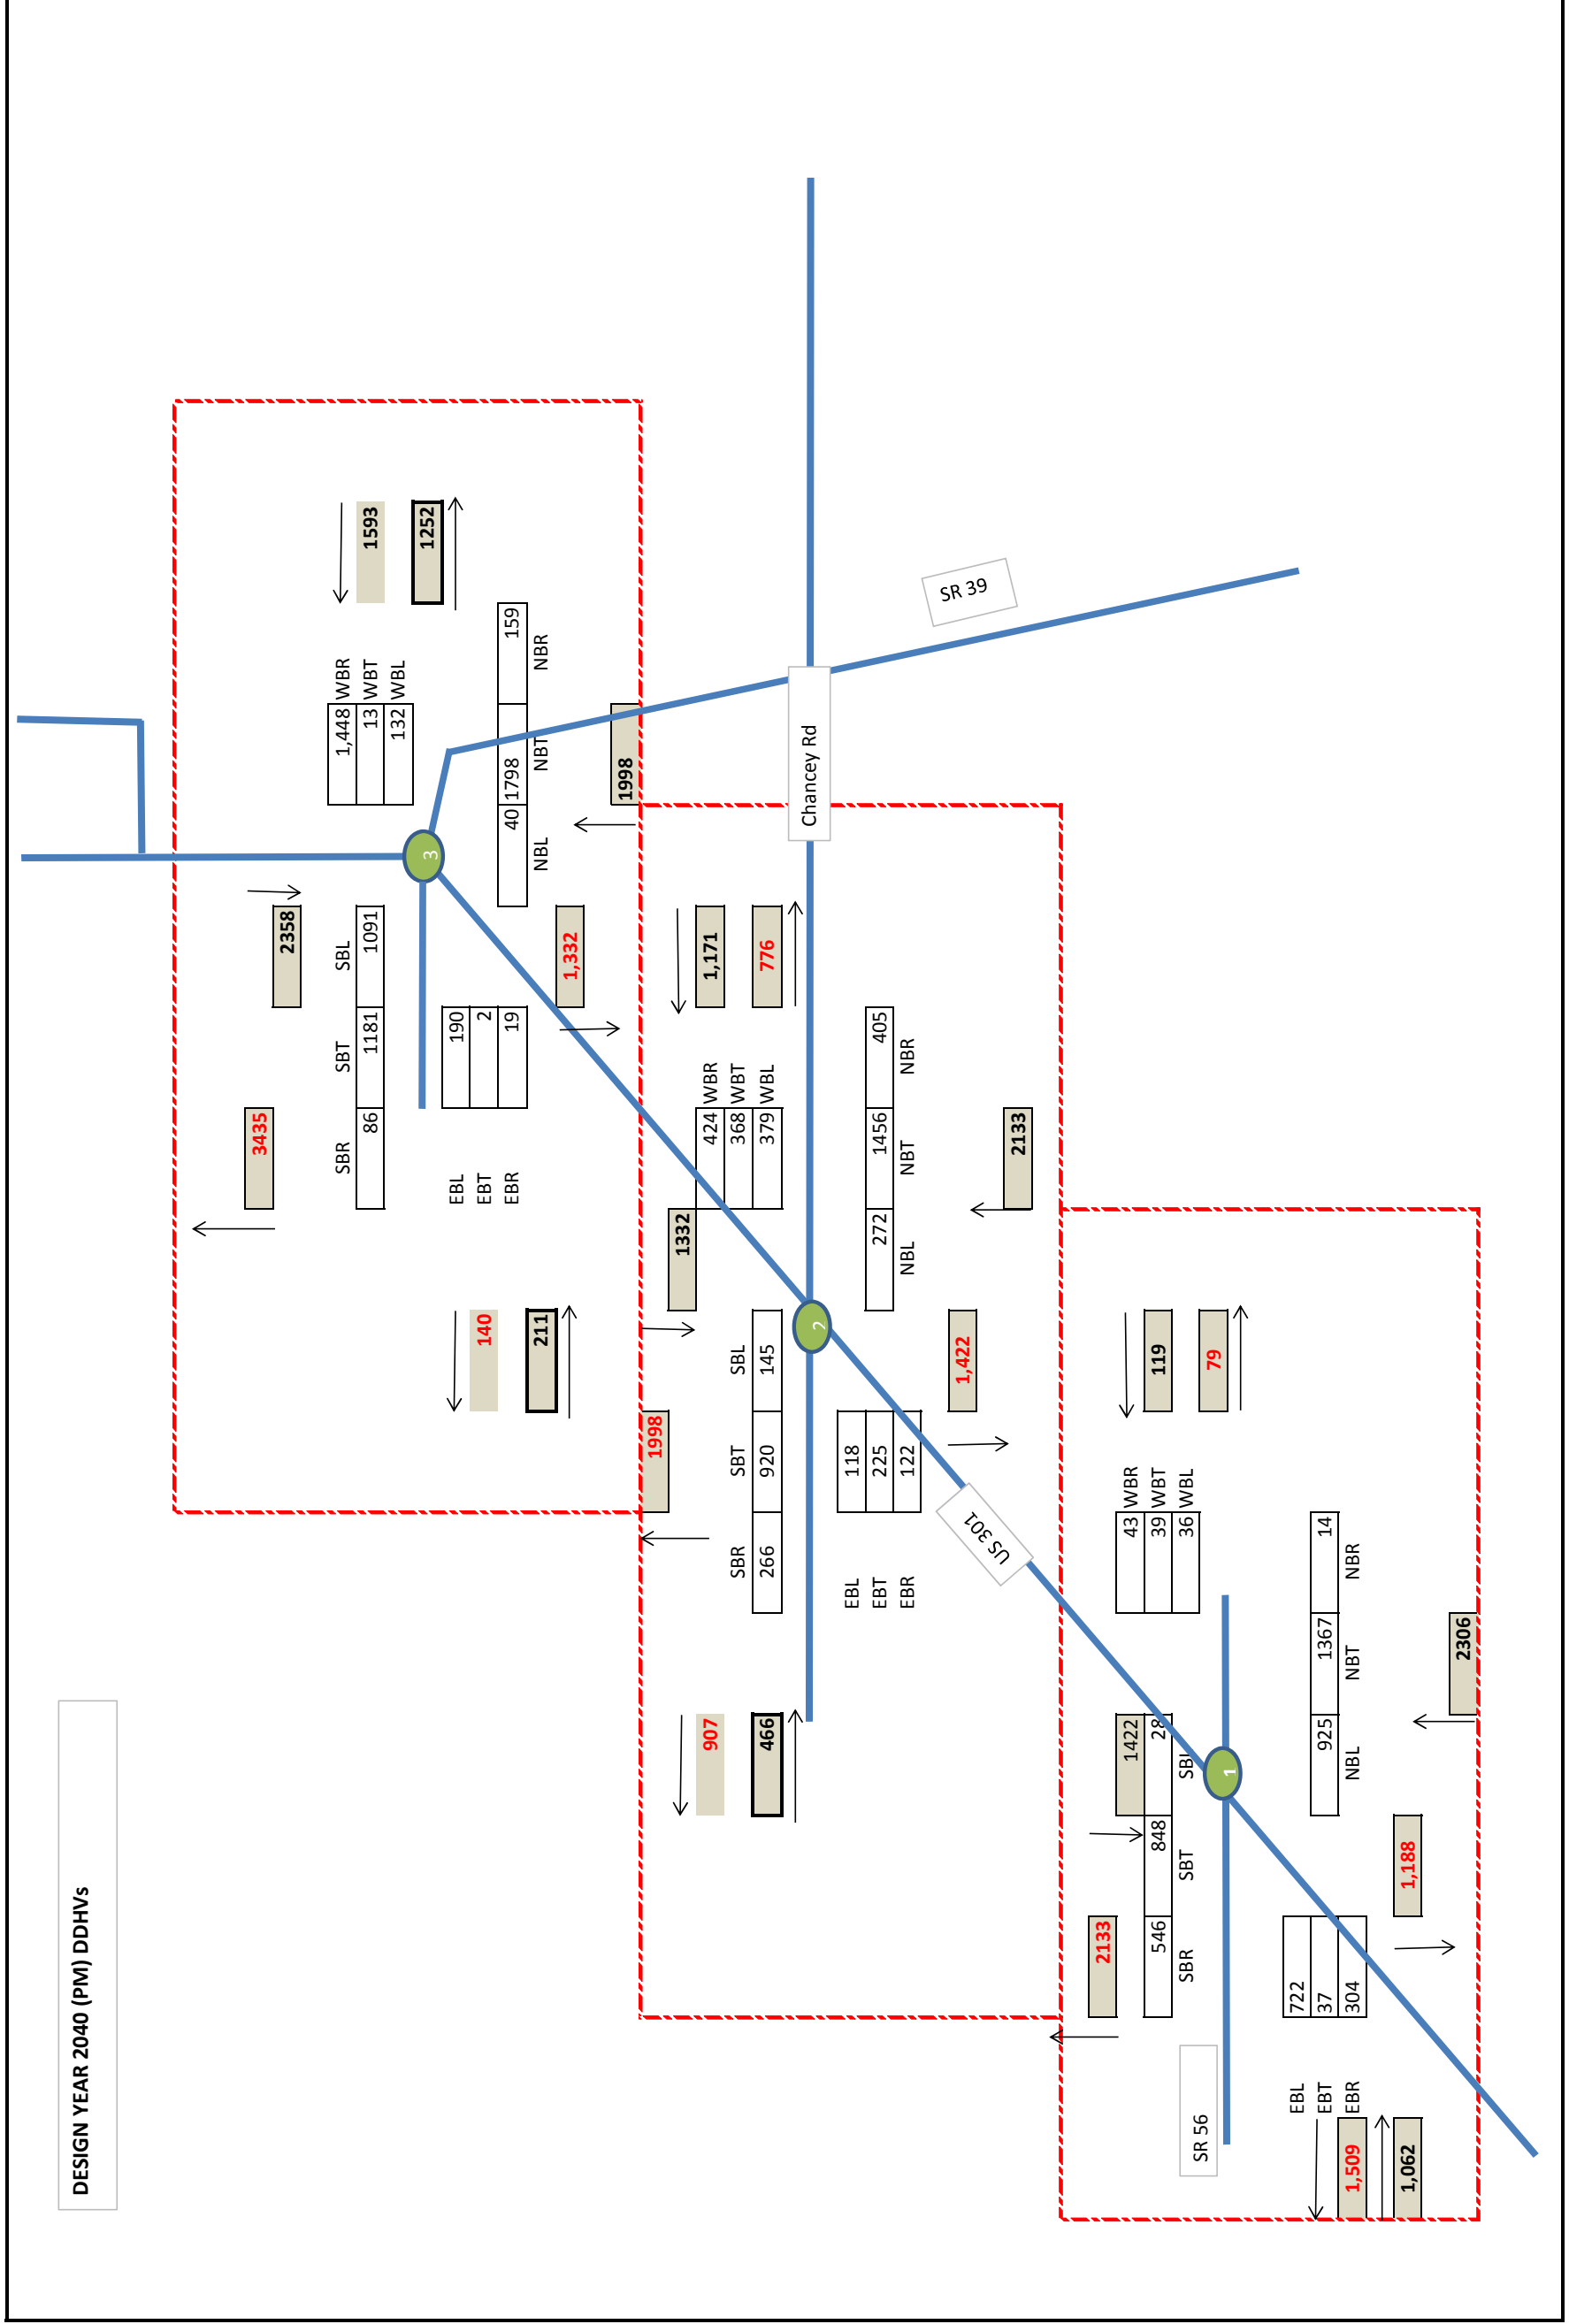 DESIGN YEAR 2040 (PM) DDHVs
3435
2358
SBR SBT SBL
86 1181 1091
1,448 WBR
13 WBT
132 WBL
1593
1252
3
140
211
EBL 190
EBT 2
EBR 19
40 1798 159
NBL NBT NBR
1,332
1998
SR 39
1998
1332
SBR SBT SBL
266 920 145
424 WBR
368 WBT
379 WBL
1,171
776
907
466
2
Chancey Rd
EBL 118
EBT 225
EBR 122
272 1456 405
NBL NBT NBR
1,422
2133
US 301
2133
1422
546 848 28
SBR SBT SBL
43 WBR
39 WBT
36 WBL
119
79
SR 56
1
EBL 722
EBT 37
EBR 304
1,509
1,062
925 1367 14
NBL NBT NBR
1,188
2306